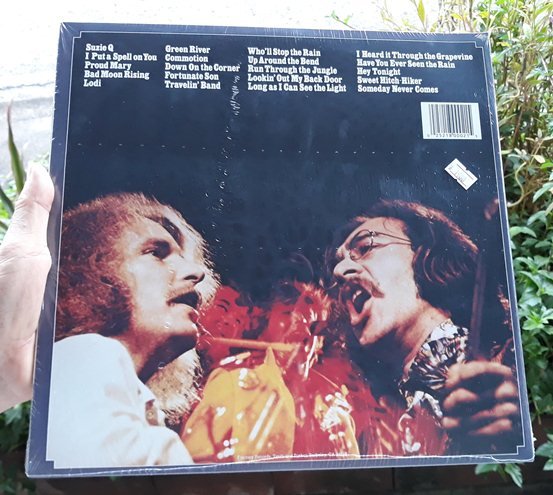 Suzie Q
I Put a Spell on You
Proud Mary
Bad Moon Rising
Lodi
Green River
Commotion
Down On the Corner
Fortunate Son
Travelin' Band
Who'll Stop the Rain
Up Around the Bend
Run Through the Jungle
Lookin' Out My Back Door
Long as I Can See the Light
I Heard it Through the Grapevine
Have You Ever Seen the Rain
Hey Tonight
Sweet Hitch-Hiker
Someday Never Comes